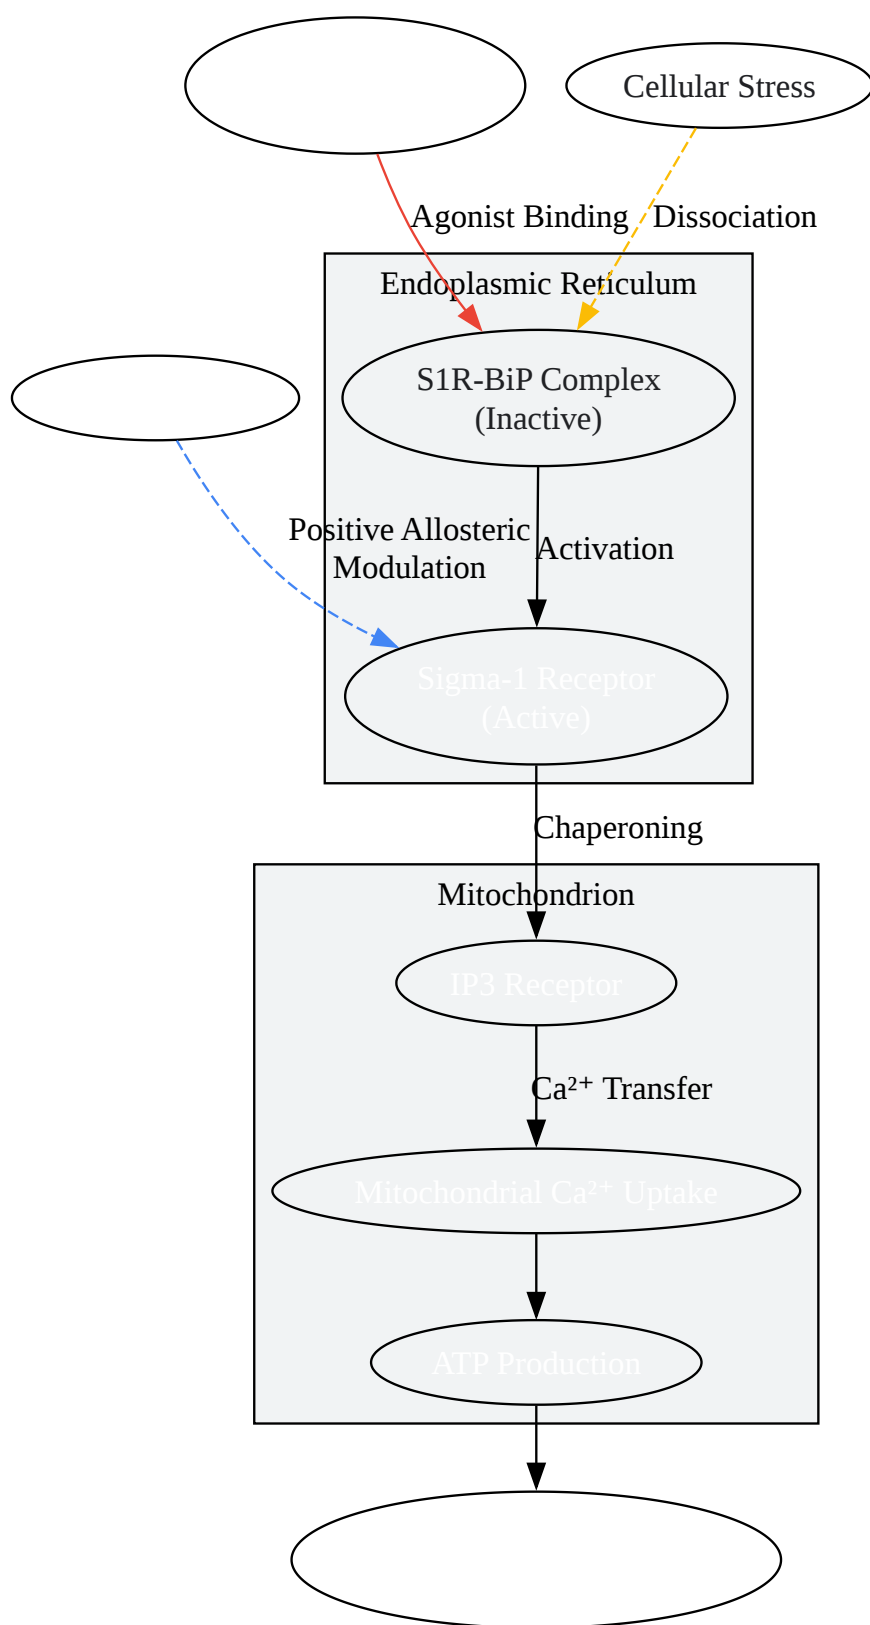 Cellular Stress
Agonist Binding
Dissociation
Endoplasmic Reticulum
S1R-BiP Complex
(Inactive)
Positive Allosteric
Modulation
Activation
Sigma-1 Receptor
(Active)
Chaperoning
Mitochondrion
IP3 Receptor
Ca²⁺ Transfer
Mitochondrial Ca²⁺ Uptake
ATP Production